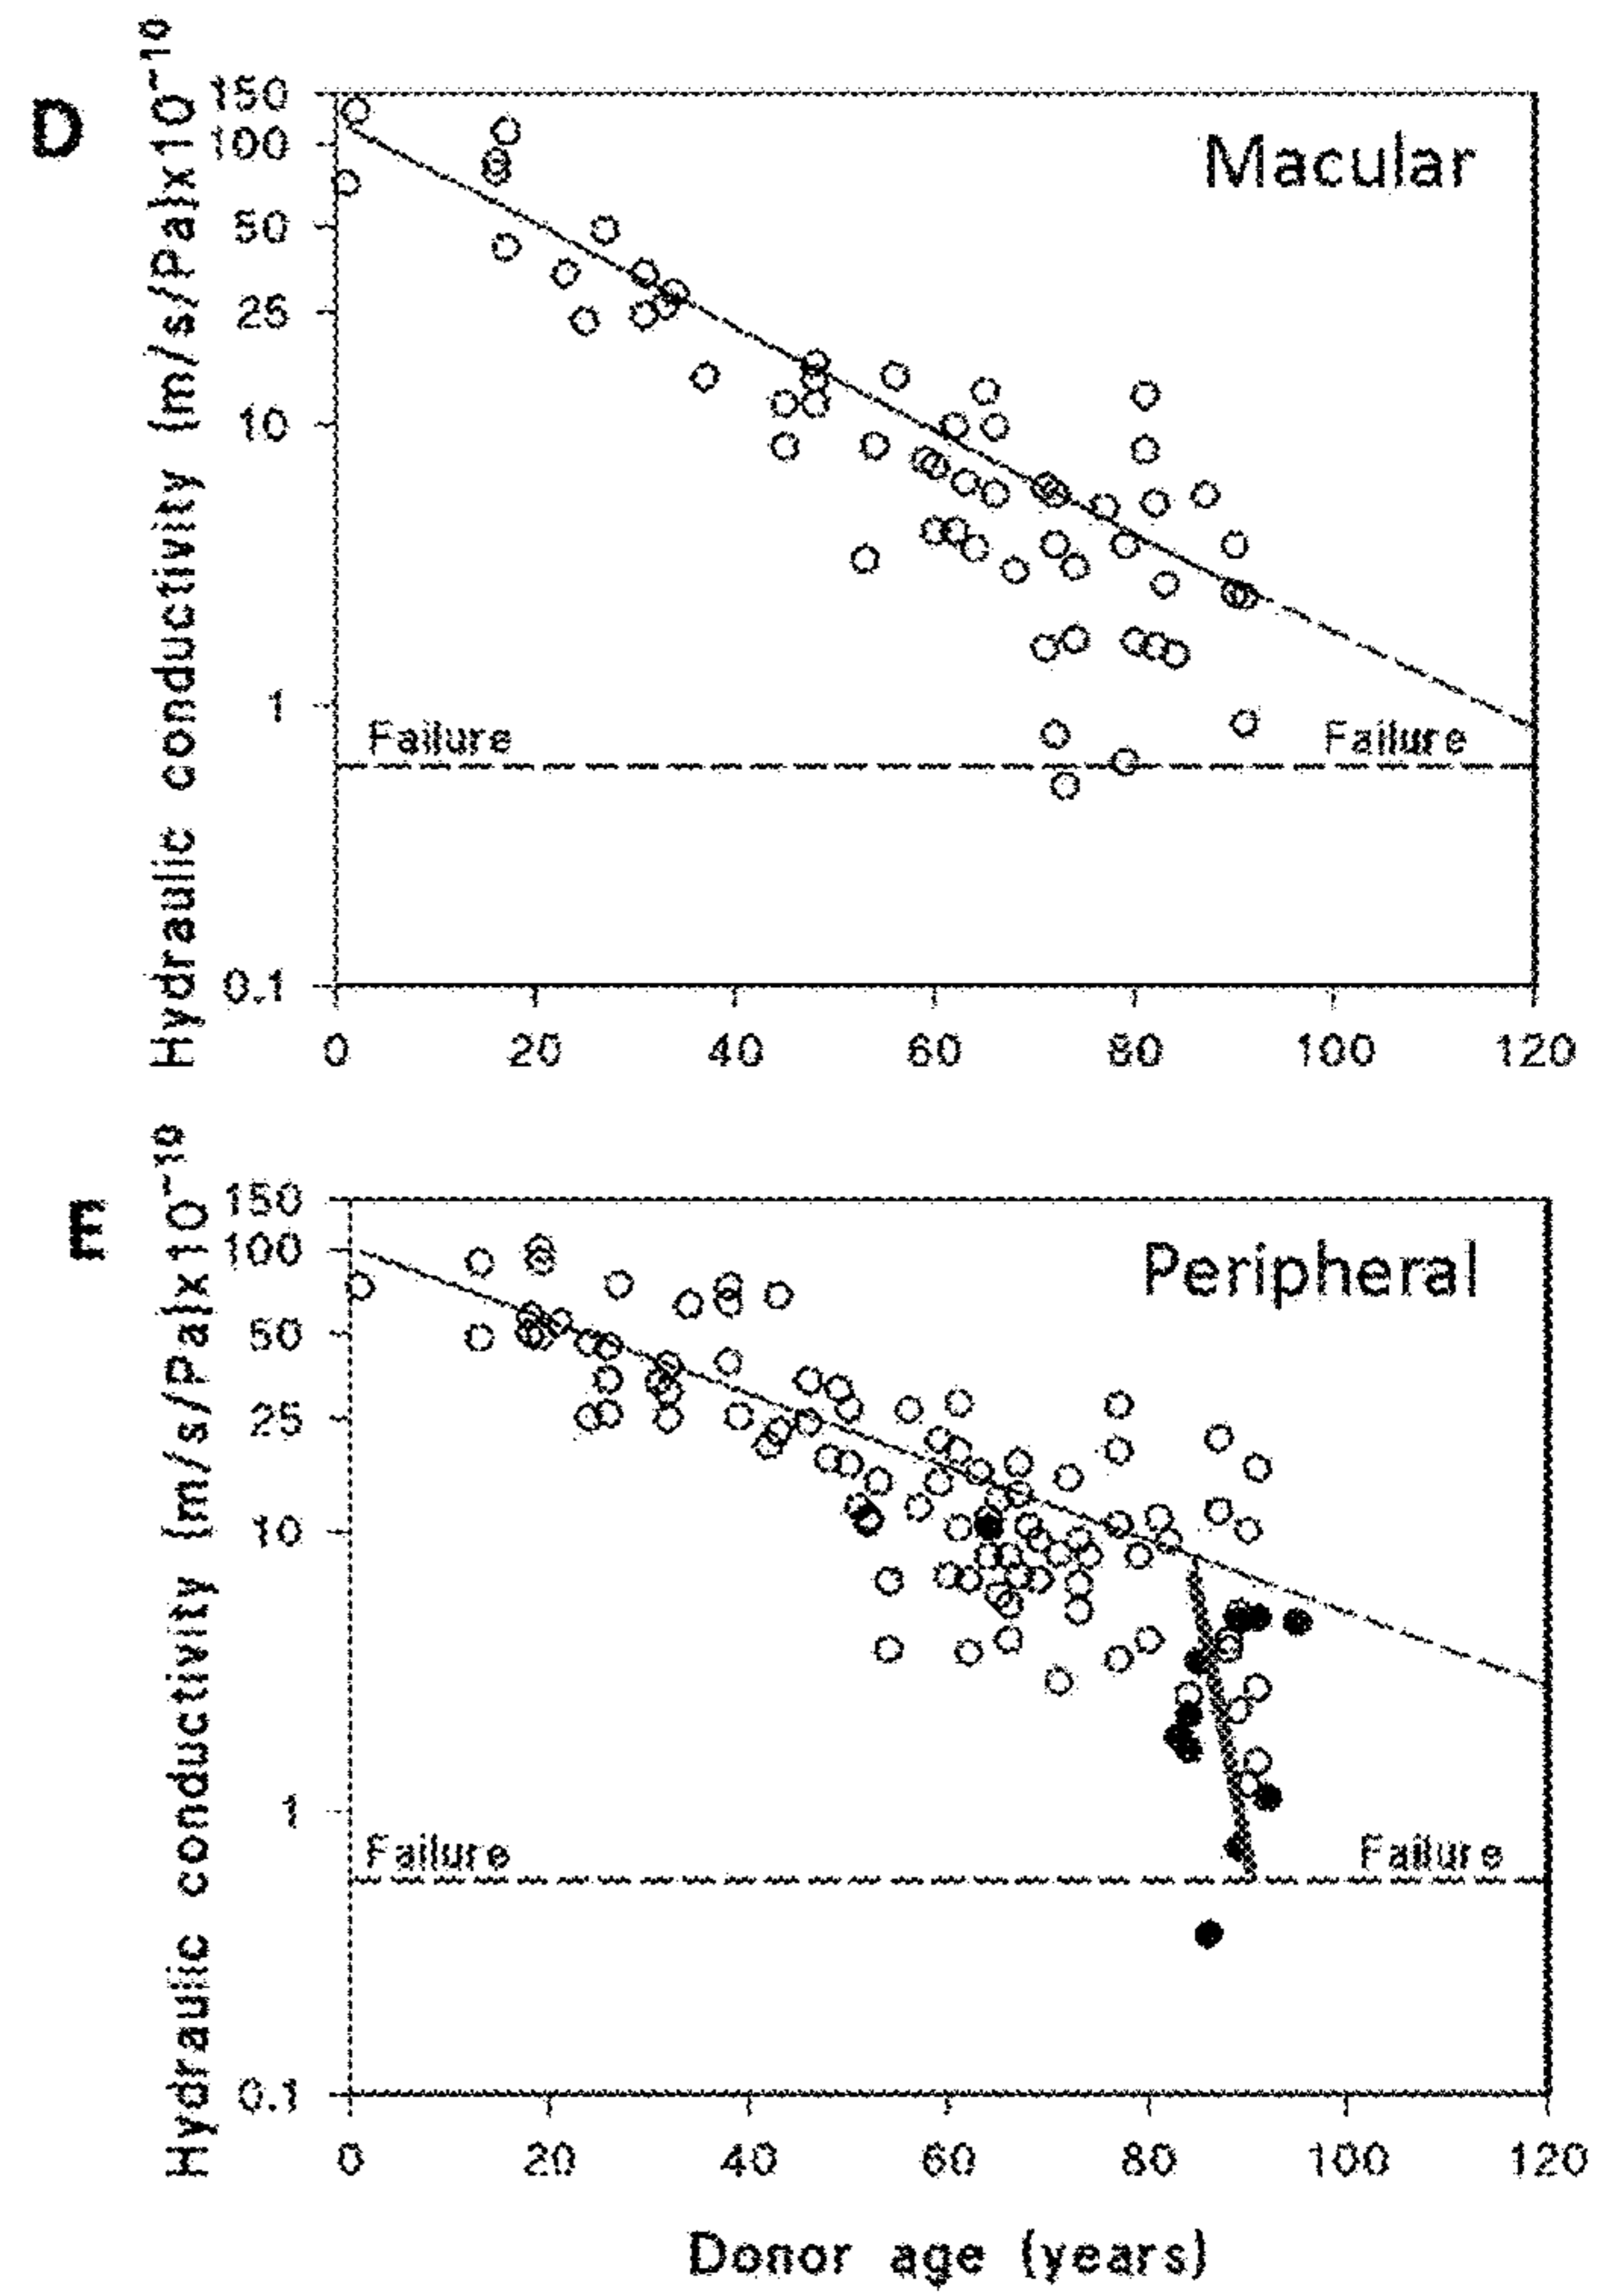 D
Hydraulic conductivity [m/s/Pa]x10⁻¹⁰
150
100
50
25
10
1
0.1
Macular
Failure
Failure
0 20 40 60 80 100 120
E
Hydraulic conductivity [m/s/Pa]x10⁻¹⁰
150
100
50
25
10
1
0.1
Peripheral
Failure
Failure
0 20 40 60 80 100 120
Donor age (years)